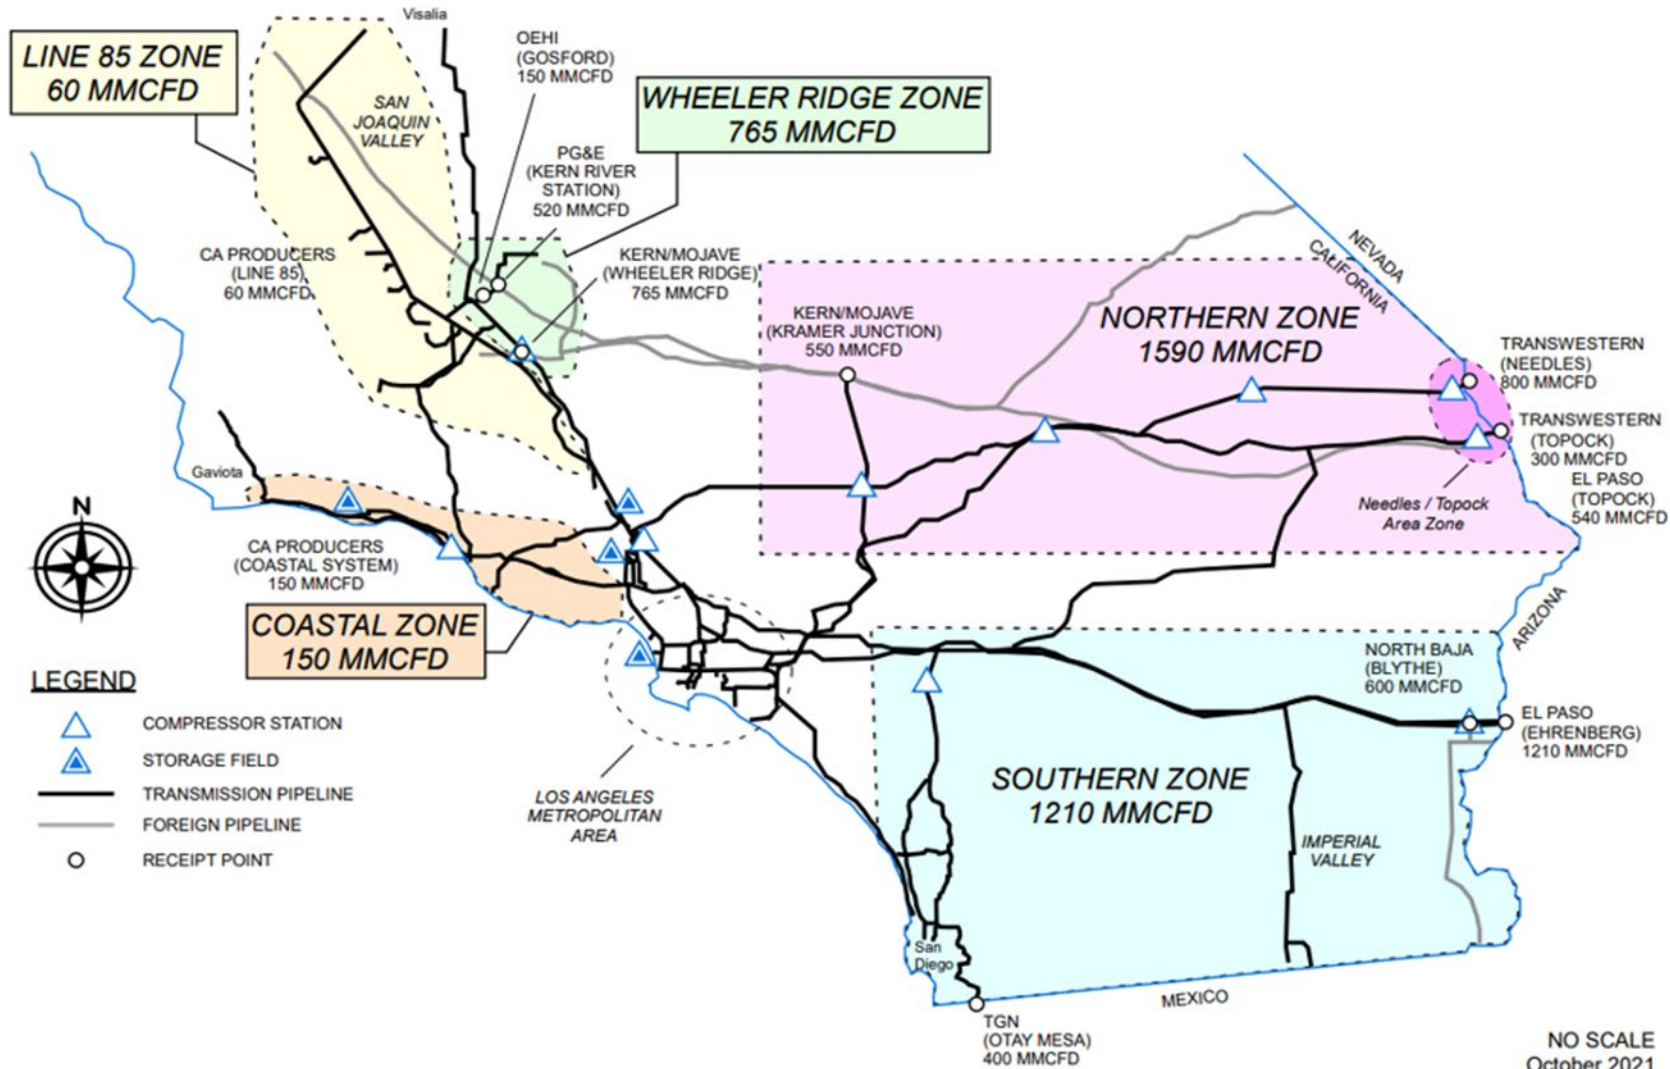 Visalia
LINE 85 ZONE
60 MMCFD
SAN
JOAQUIN
VALLEY
OEHI
(GOSFORD)
150 MMCFD
WHEELER RIDGE ZONE
765 MMCFD
PG&E
(KERN RIVER
STATION)
520 MMCFD
CA PRODUCERS
(LINE 85)
60 MMCFD
KERN/MOJAVE
(WHEELER RIDGE)
765 MMCFD
NEVADA
CALIFORNIA
KERN/MOJAVE
(KRAMER JUNCTION)
550 MMCFD
NORTHERN ZONE
1590 MMCFD
TRANSWESTERN
(NEEDLES)
800 MMCFD
TRANSWESTERN
(TOPOCK)
300 MMCFD
EL PASO
(TOPOCK)
540 MMCFD
Needles / Topock
Area Zone
Gaviota
N
CA PRODUCERS
(COASTAL SYSTEM)
150 MMCFD
COASTAL ZONE
150 MMCFD
ARIZONA
NORTH BAJA
(BLYTHE)
600 MMCFD
EL PASO
(EHRENBERG)
1210 MMCFD
LEGEND
COMPRESSOR STATION
STORAGE FIELD
TRANSMISSION PIPELINE
FOREIGN PIPELINE
RECEIPT POINT
LOS ANGELES
METROPOLITAN
AREA
SOUTHERN ZONE
1210 MMCFD
IMPERIAL
VALLEY
San
Diego
MEXICO
TGN
(OTAY MESA)
400 MMCFD
NO SCALE
October 2021